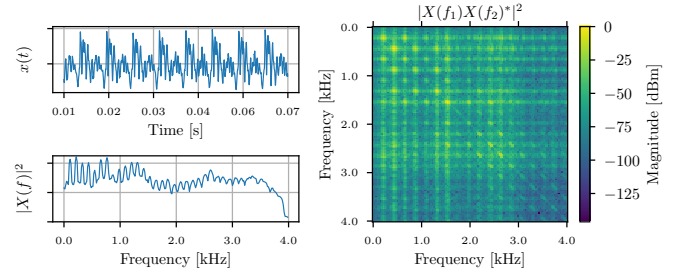 x(t)
0.01 0.02 0.03 0.04 0.05 0.06 0.07
Time [s]
|X(f)|²
0.0 1.0 2.0 3.0 4.0
Frequency [kHz]
|X(f₁)X(f₂)*|²
Frequency [kHz]
0.0
1.0
2.0
3.0
4.0
0.0 1.0 2.0 3.0 4.0
Frequency [kHz]
0
−25
−50
−75
−100
−125
Magnitude [dBm]